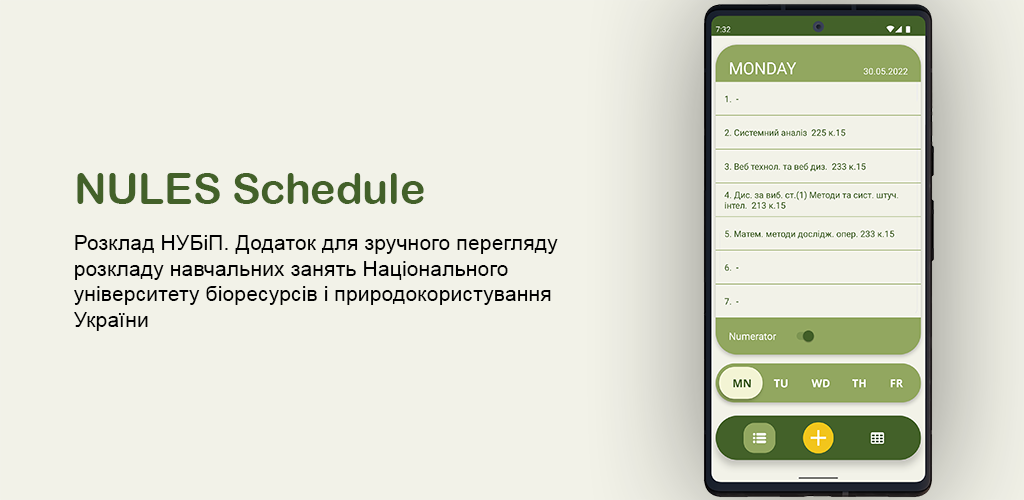 NULES Schedule
Розклад НУБіП. Додаток для зручного перегляду
розкладу навчальних занять Національного
університету біоресурсів і природокористування
України
7:32
MONDAY 30.05.2022
1. -
2. Системний аналіз 225 к.15
3. Веб технол. та веб диз. 233 к.15
4. Дис. за виб. ст.(1) Методи та сист. штуч.
інтел. 213 к.15
5. Матем. методи дослідж. опер. 233 к.15
6. -
7. -
Numerator
MN TU WD TH FR